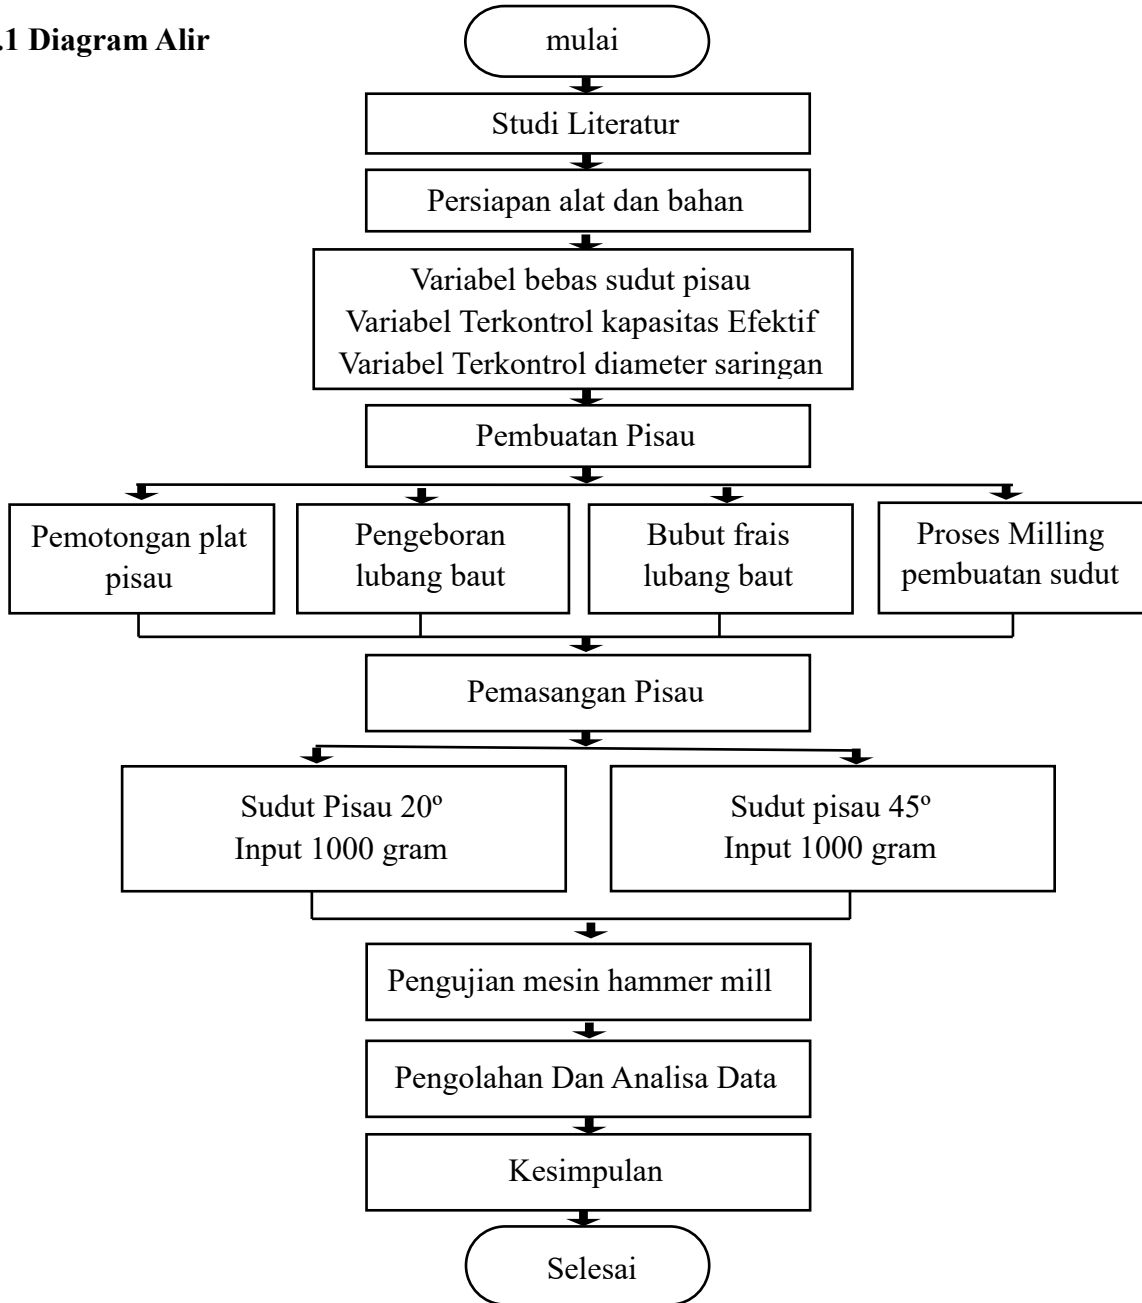 .1 Diagram Alir
mulai
Studi Literatur
Persiapan alat dan bahan
Variabel bebas sudut pisau
Variabel Terkontrol kapasitas Efektif
Variabel Terkontrol diameter saringan
Pembuatan Pisau
Pemotongan plat
pisau
Pengeboran
lubang baut
Bubut frais
lubang baut
Proses Milling
pembuatan sudut
Pemasangan Pisau
Sudut Pisau 20º
Input 1000 gram
Sudut pisau 45º
Input 1000 gram
Pengujian mesin hammer mill
Pengolahan Dan Analisa Data
Kesimpulan
Selesai